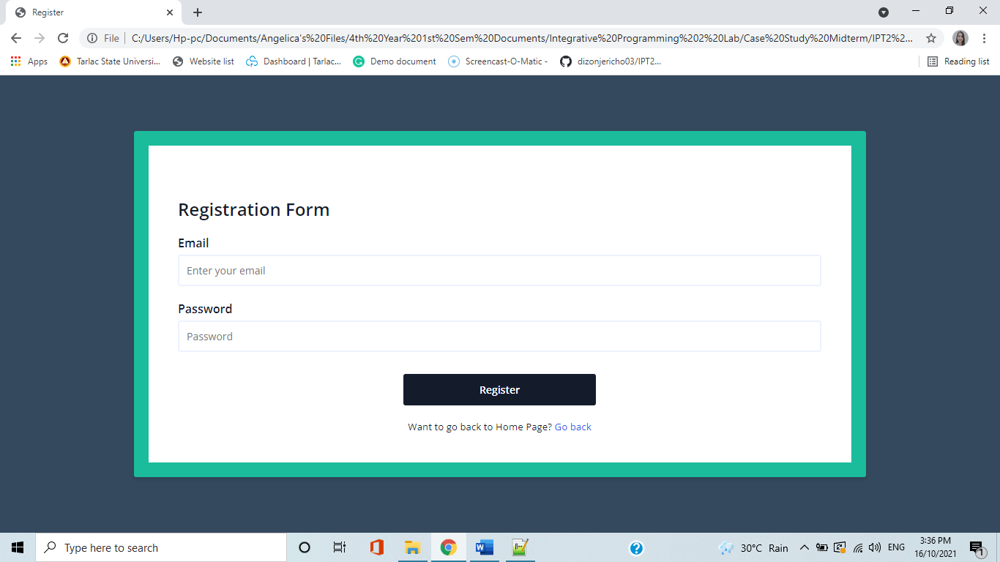 Register
File
C:/Users/Hp-pc/Documents/Angelica's%20Files/4th%20Year%201st%20Sem%20Documents/Integrative%20Programming%202%20Lab/Case%20Study%20Midterm/IPT2%2...
Apps
Tarlac State Universi...
Website list
Dashboard | Tarlac...
Demo document
Screencast-O-Matic -
dizonjericho03/IPT2...
Reading list
Registration Form
Email
Enter your email
Password
Password
Register
Want to go back to Home Page? Go back
Type here to search
30°C Rain
ENG
3:36 PM
16/10/2021
1